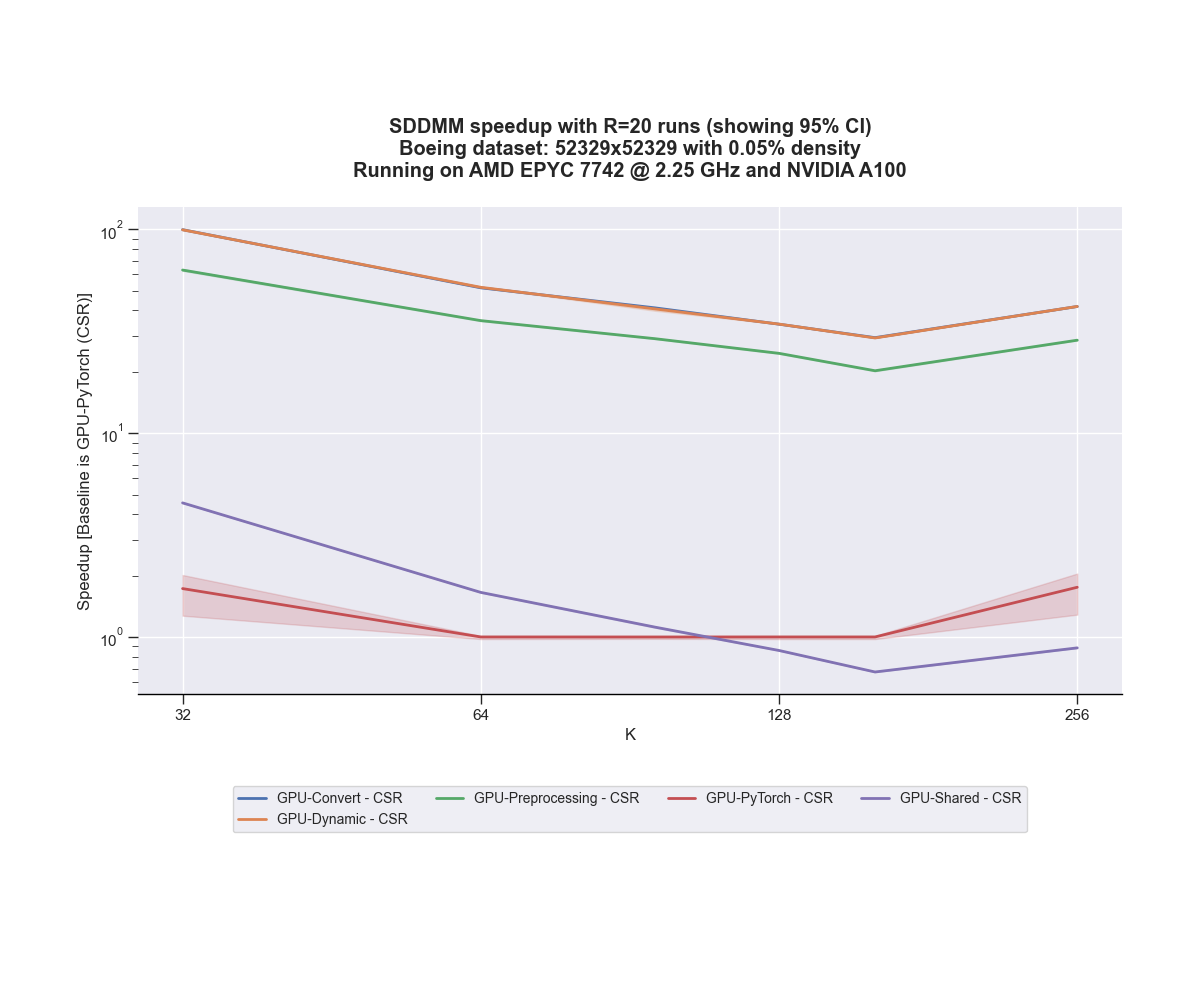 SDDMM speedup with R=20 runs (showing 95% CI)
Boeing dataset: 52329x52329 with 0.05% density
Running on AMD EPYC 7742 @ 2.25 GHz and NVIDIA A100
Speedup [Baseline is GPU-PyTorch (CSR)]
10²
10¹
10⁰
32 64 128 256
K
GPU-Convert - CSR GPU-Preprocessing - CSR GPU-PyTorch - CSR GPU-Shared - CSR
GPU-Dynamic - CSR